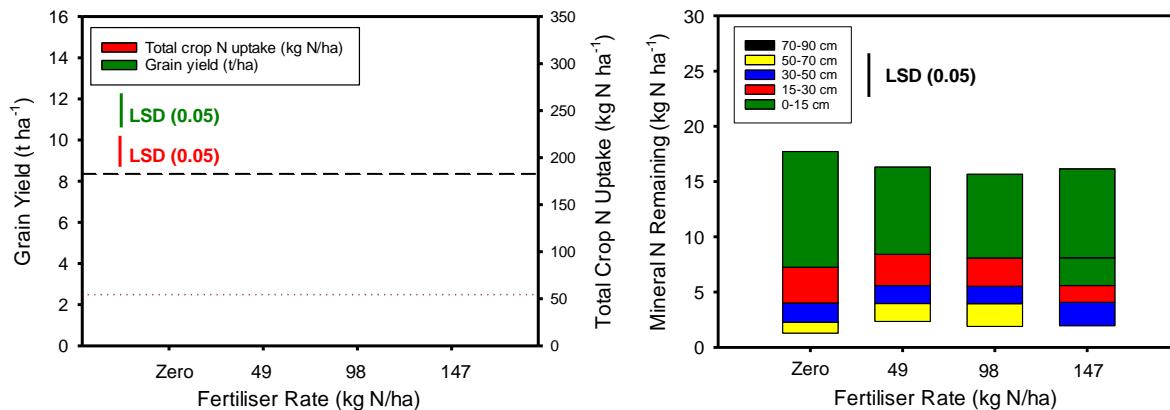 Grain Yield (t ha-1)
16
14
12
10
8
6
4
2
0
Total crop N uptake (kg N/ha)
Grain yield (t/ha)
LSD (0.05)
LSD (0.05)
350
300
250
200
150
100
50
0
Total Crop N Uptake (kg N ha-1)
Zero 49 98 147
Fertiliser Rate (kg N/ha)
Mineral N Remaining (kg N ha-1)
30
25
20
15
10
5
0
70-90 cm
50-70 cm
30-50 cm
15-30 cm
0-15 cm
LSD (0.05)
Zero 49 98 147
Fertiliser Rate (kg N/ha)